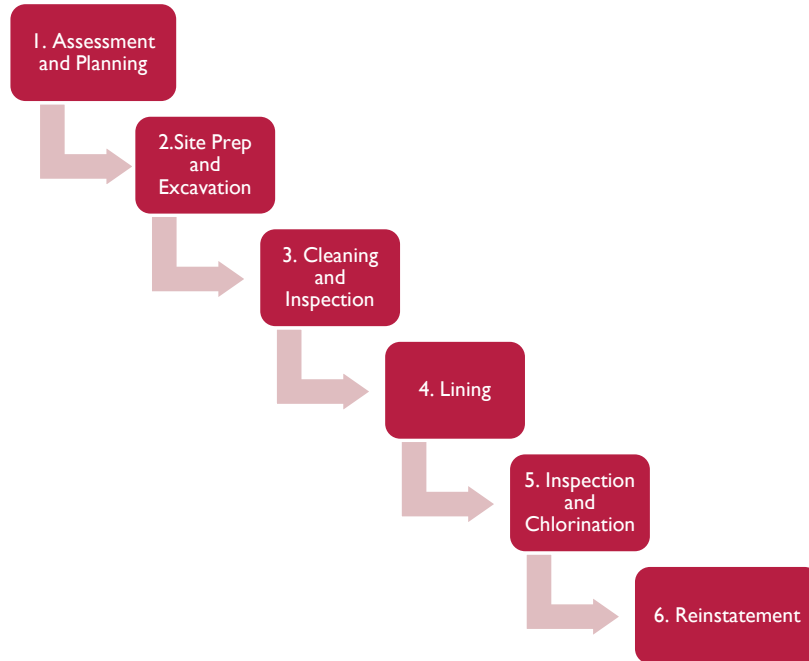 1. Assessment
and Planning
2.Site Prep
and
Excavation
3. Cleaning
and
Inspection
4. Lining
5. Inspection
and
Chlorination
6. Reinstatement